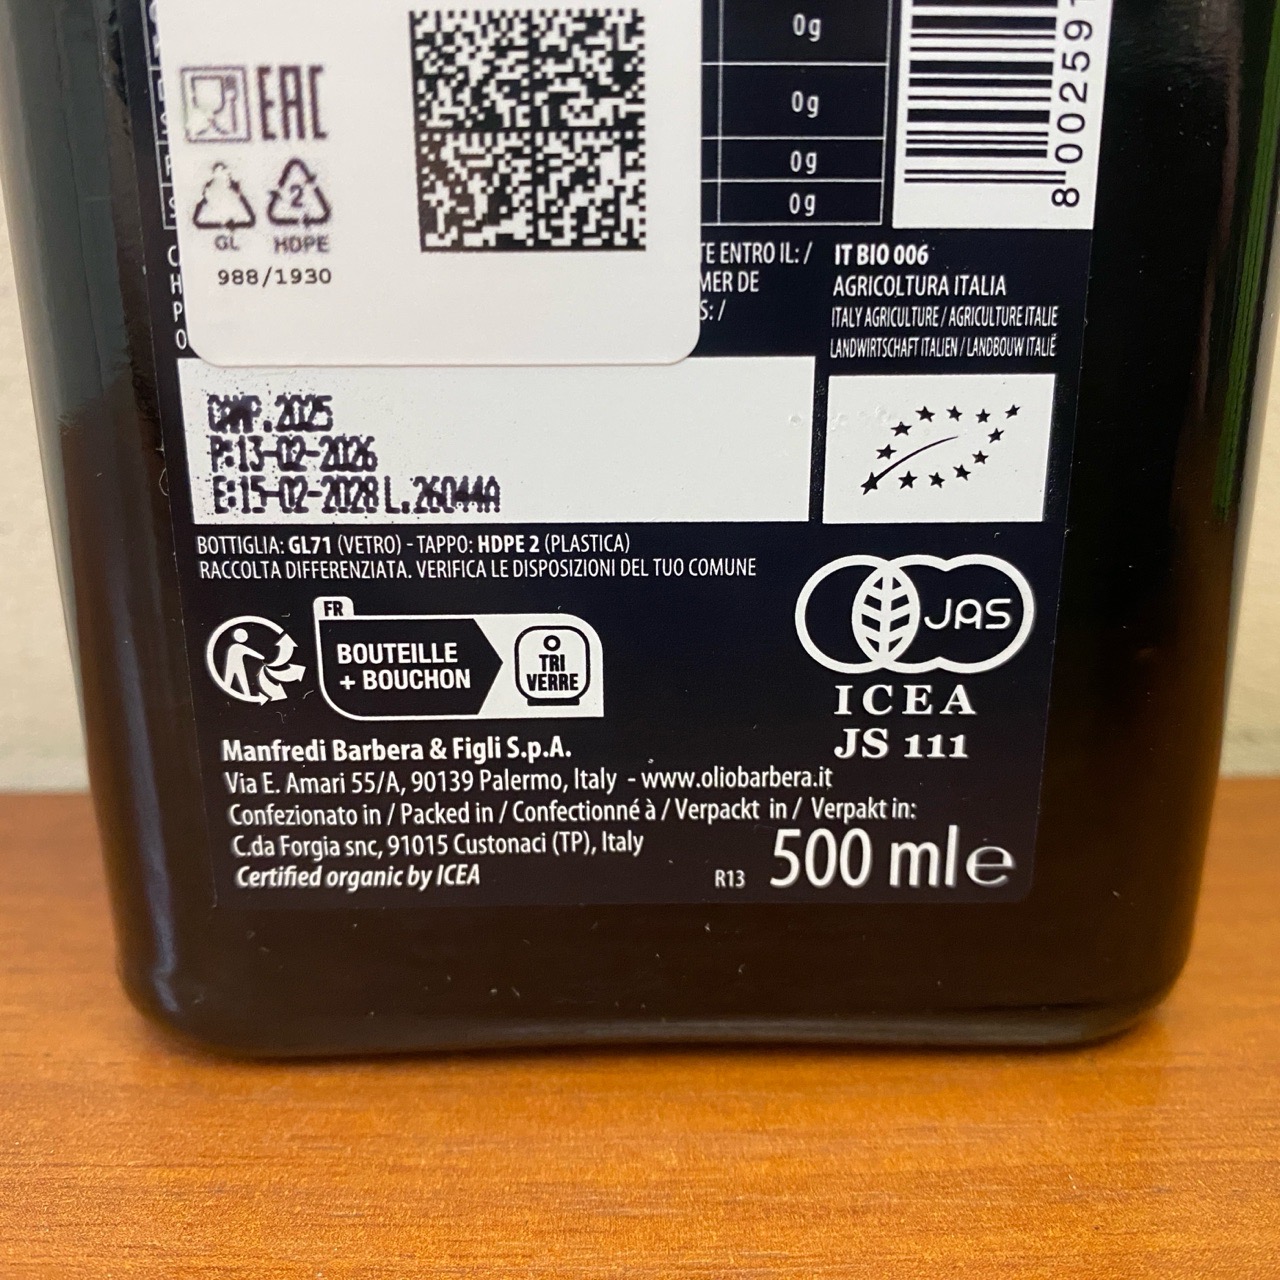 EAC
GL
2
HDPE
988/1930
0g
0g
0g
0g
8 002591
TE ENTRO IL: /
MER DE
S: /
IT BIO 006
AGRICOLTURA ITALIA
ITALY AGRICULTURE / AGRICULTURE ITALIE
LANDWIRTSCHAFT ITALIEN / LANDBOUW ITALIË
.2025
P:13-02-2026
E:15-02-2028 L.26044A
BOTTIGLIA: GL71 (VETRO) - TAPPO: HDPE 2 (PLASTICA)
RACCOLTA DIFFERENZIATA. VERIFICA LE DISPOSIZIONI DEL TUO COMUNE
FR
BOUTEILLE
+ BOUCHON
TRI
VERRE
JAS
ICEA
JS 111
Manfredi Barbera & Figli S.p.A.
Via E. Amari 55/A, 90139 Palermo, Italy - www.oliobarbera.it
Confezionato in / Packed in / Confectionné à / Verpackt in / Verpakt in:
C.da Forgia snc, 91015 Custonaci (TP), Italy
Certified organic by ICEA
R13
500 ml e